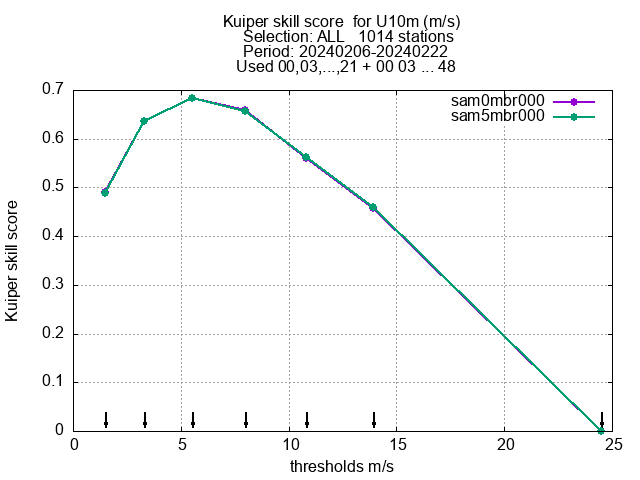 Kuiper skill score  for U10m (m/s)
Selection: ALL   1014 stations
Period: 20240206-20240222
Used 00,03,...,21 + 00 03 ... 48
sam0mbr000
sam5mbr000
0.7
0.6
0.5
0.4
0.3
0.2
0.1
0
Kuiper skill score
0 5 10 15 20 25
thresholds m/s